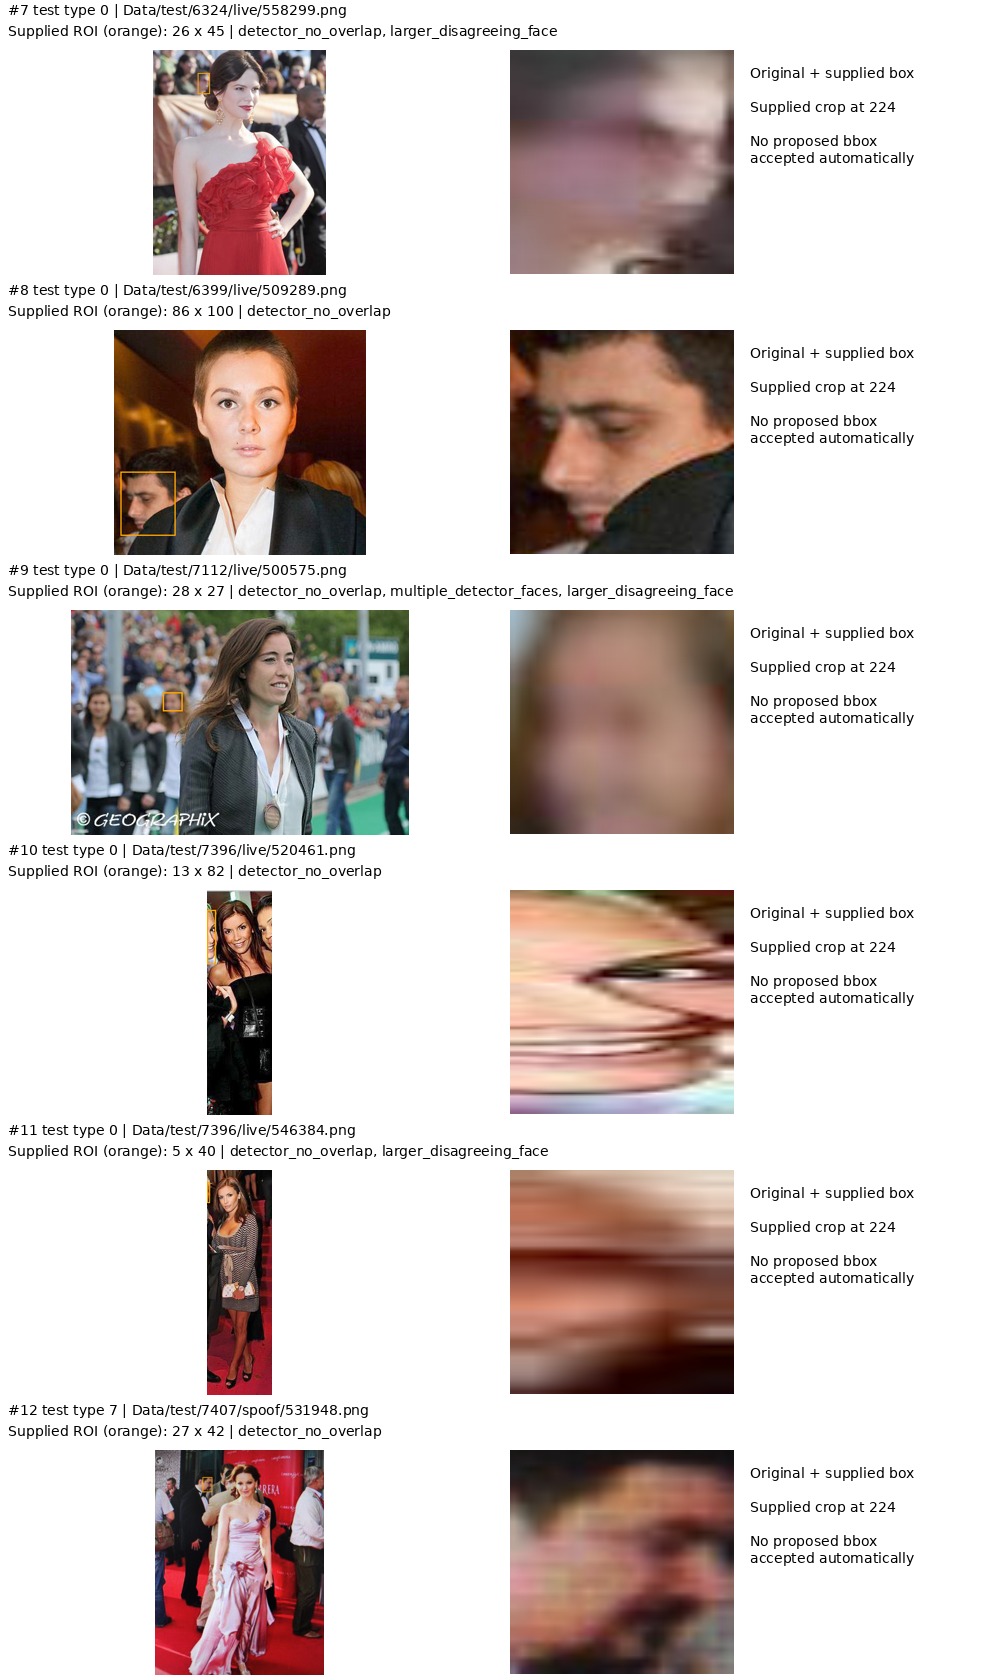 #7 test type 0 | Data/test/6324/live/558299.png
Supplied ROI (orange): 26 x 45 | detector_no_overlap, larger_disagreeing_face
Original + supplied box
Supplied crop at 224
No proposed bbox
accepted automatically
#8 test type 0 | Data/test/6399/live/509289.png
Supplied ROI (orange): 86 x 100 | detector_no_overlap
Original + supplied box
Supplied crop at 224
No proposed bbox
accepted automatically
#9 test type 0 | Data/test/7112/live/500575.png
Supplied ROI (orange): 28 x 27 | detector_no_overlap, multiple_detector_faces, larger_disagreeing_face
Original + supplied box
Supplied crop at 224
No proposed bbox
accepted automatically
© GEOGRAPHiX
#10 test type 0 | Data/test/7396/live/520461.png
Supplied ROI (orange): 13 x 82 | detector_no_overlap
Original + supplied box
Supplied crop at 224
No proposed bbox
accepted automatically
#11 test type 0 | Data/test/7396/live/546384.png
Supplied ROI (orange): 5 x 40 | detector_no_overlap, larger_disagreeing_face
Original + supplied box
Supplied crop at 224
No proposed bbox
accepted automatically
#12 test type 7 | Data/test/7407/spoof/531948.png
Supplied ROI (orange): 27 x 42 | detector_no_overlap
Original + supplied box
Supplied crop at 224
No proposed bbox
accepted automatically